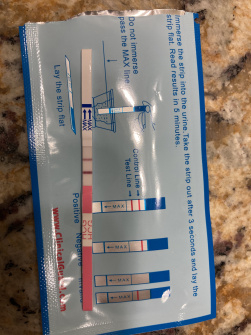 Immerse the strip into the urine.Take the strip out after 3 seconds and lay the
strip flat. Read results in 5 minutes.
Do not immerse
pass the MAX line
Lay the strip flat
Control Line
Test Line
MAX
MAX
MAX
MAX
Positive
Negative